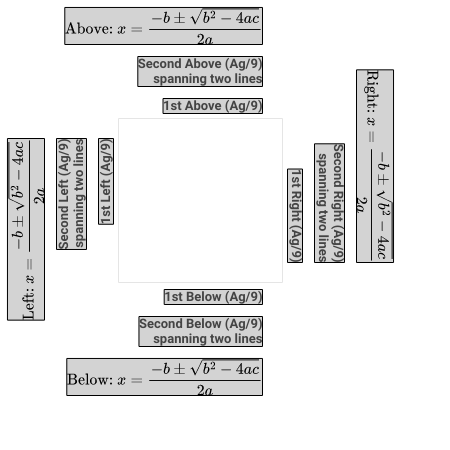 Above: x = \frac{-b \pm \sqrt{b^2 - 4ac}}{2a}
Second Above (Ag/9)
spanning two lines
1st Above (Ag/9)
Left: x = \frac{-b \pm \sqrt{b^2 - 4ac}}{2a}
Second Left (Ag/9)
spanning two lines
1st Left (Ag/9)
1st Right (Ag/9)
Second Right (Ag/9)
spanning two lines
Right: x = \frac{-b \pm \sqrt{b^2 - 4ac}}{2a}
1st Below (Ag/9)
Second Below (Ag/9)
spanning two lines
Below: x = \frac{-b \pm \sqrt{b^2 - 4ac}}{2a}